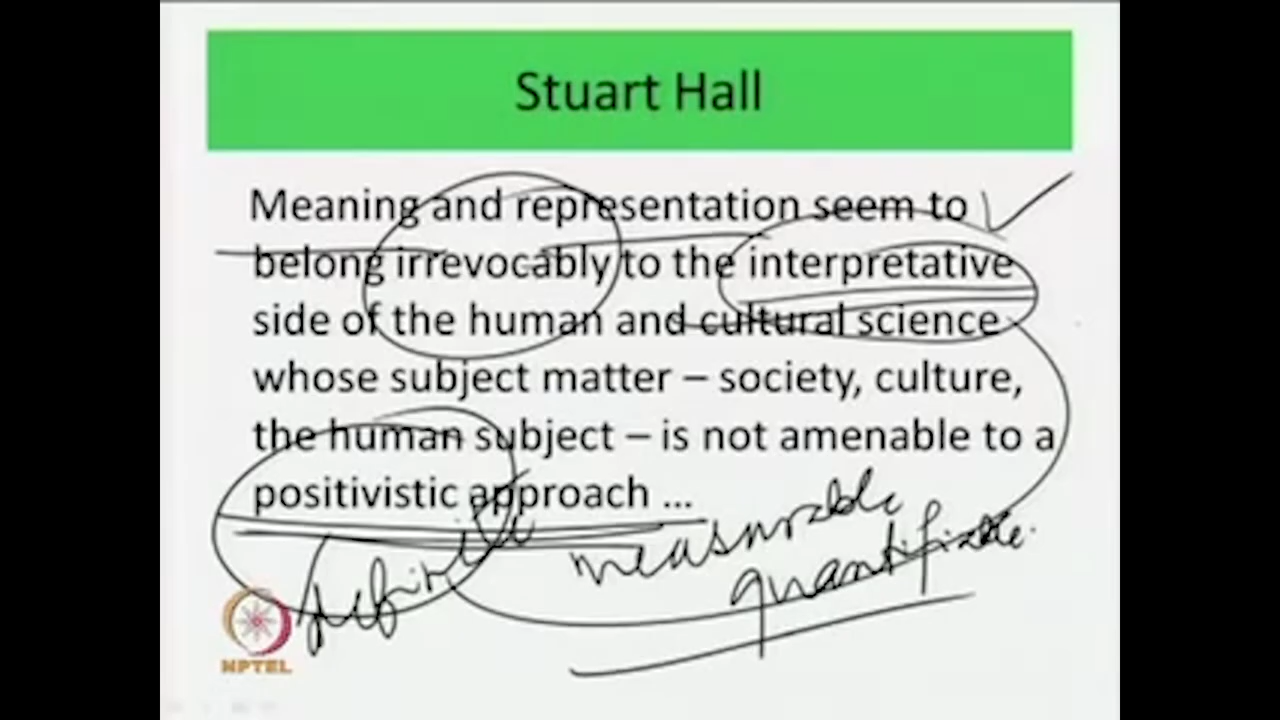 Stuart Hall
Meaning and representation seem to
belong irrevocably to the interpretative
side of the human and cultural science
whose subject matter – society, culture,
the human subject – is not amenable to a
positivistic approach ...
definite
measurable
quantifiable.
NPTEL